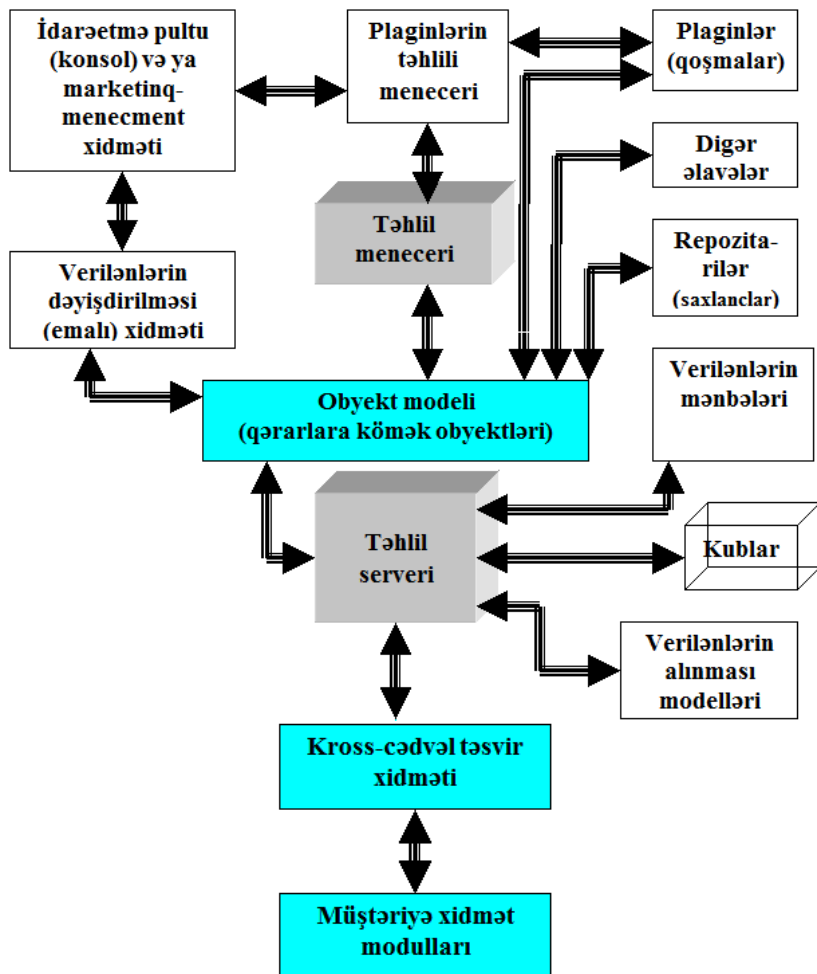 İdarəetmə pultu
(konsol) və ya
marketinq-
menecment
xidməti
Plaginlərin
təhlili
meneceri
Plaginlər
(qoşmalar)
Digər
əlavələr
Təhlil
meneceri
Repozita-
rilər
(saxlanclar)
Verilənlərin
dəyişdirilməsi
(emalı) xidməti
Verilənlərin
mənbələri
Obyekt modeli
(qərarlara kömək obyektləri)
Təhlil
serveri
Kublar
Verilənlərin
alınması
modelləri
Kross-cədvəl təsvir
xidməti
Müştəriyə xidmət
modulları